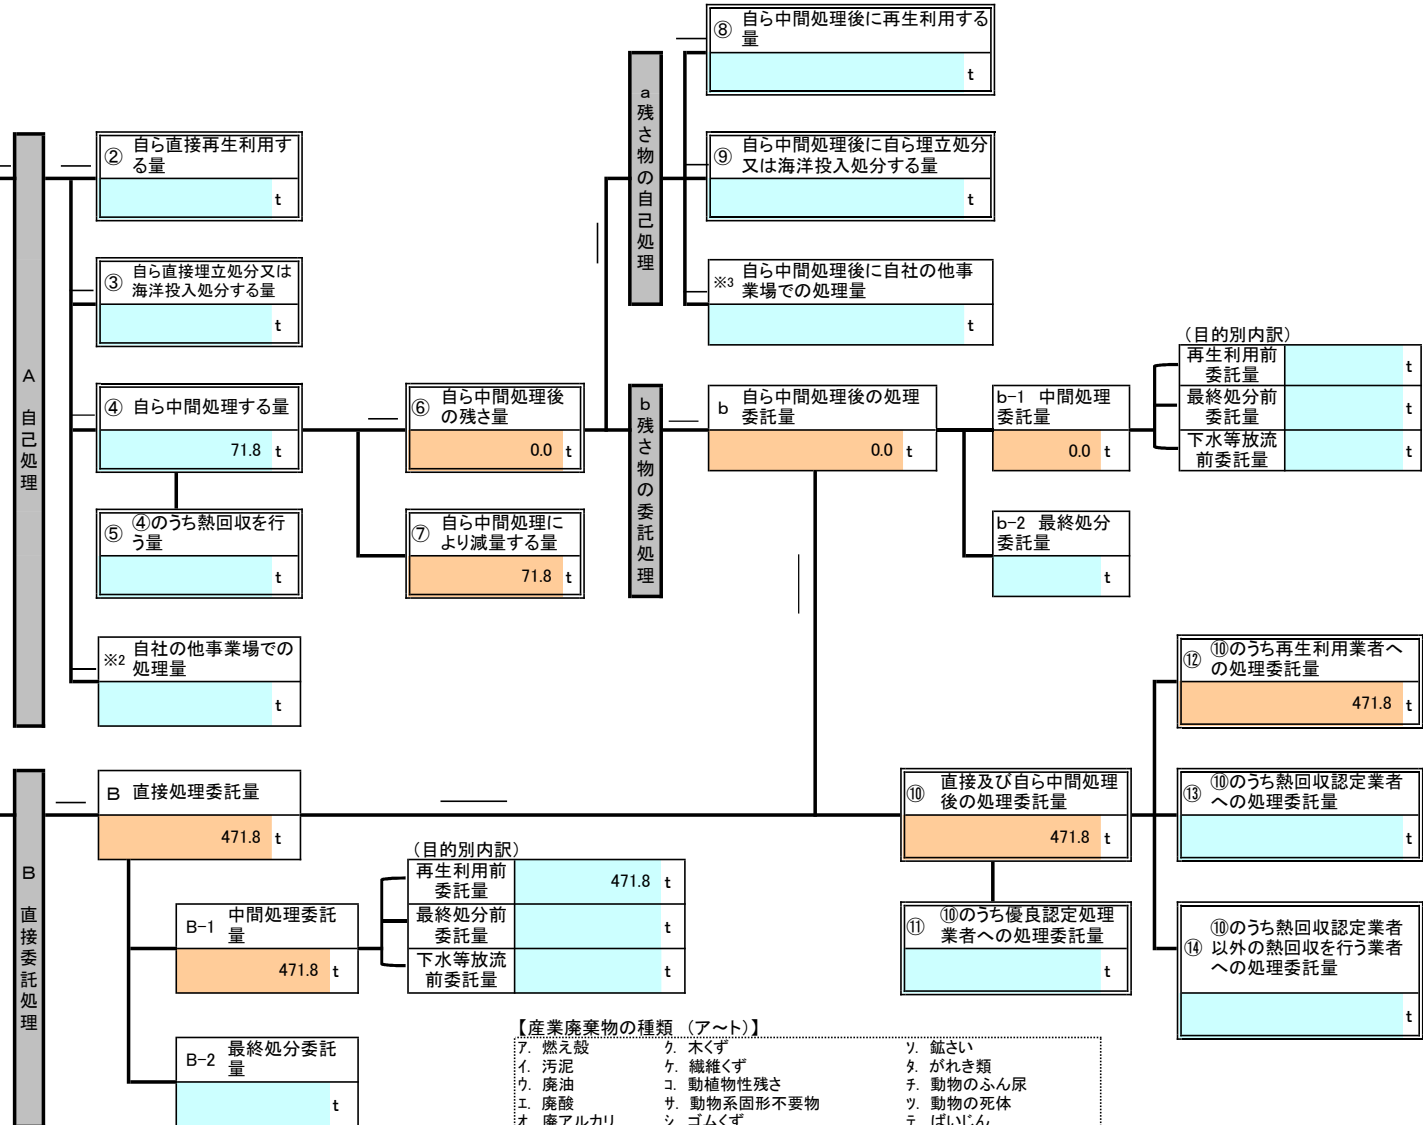 ⑧ 自ら中間処理後に再生利用する
量
t
a
残
さ
物
の
自
己
処
理
② 自ら直接再生利用す
る量
t
⑨ 自ら中間処理後に自ら埋立処分
又は海洋投入処分する量
t
③ 自ら直接埋立処分又は
海洋投入処分する量
t
※3 自ら中間処理後に自社の他事
業場での処理量
t
A
自
己
処
理
④ 自ら中間処理する量
71.8 t
⑥ 自ら中間処理後
の残さ量
0.0 t
b
残
さ
物
の
委
託
処
理
b 自ら中間処理後の処理
委託量
0.0 t
b-1 中間処理
委託量
0.0 t
（目的別内訳）
再生利用前
委託量
t
最終処分前
委託量
t
下水等放流
前委託量
t
⑤ ④のうち熱回収を行
う量
t
⑦ 自ら中間処理に
より減量する量
71.8 t
b-2 最終処分
委託量
t
※2 自社の他事業場での
処理量
t
⑫ ⑩のうち再生利用業者へ
の処理委託量
471.8 t
B
直
接
委
託
処
理
B 直接処理委託量
471.8 t
⑩ 直接及び自ら中間処理
後の処理委託量
471.8 t
⑬ ⑩のうち熱回収認定業者
への処理委託量
t
B-1 中間処理委託
量
471.8 t
（目的別内訳）
再生利用前
委託量
471.8 t
最終処分前
委託量
t
下水等放流
前委託量
t
⑪ ⑩のうち優良認定処理
業者への処理委託量
t
⑭ ⑩のうち熱回収認定業者
以外の熱回収を行う業者
への処理委託量
t
B-2 最終処分委託
量
t
【産業廃棄物の種類 （ア～ト）】
ア. 燃え殻 ク. 木くず ソ. 鉱さい
イ. 汚泥 ケ. 繊維くず タ. がれき類
ウ. 廃油 コ. 動植物性残さ チ. 動物のふん尿
エ. 廃酸 サ. 動物系固形不要物 ツ. 動物の死体
オ. 廃アルカリ シ. ゴムくず テ. ばいじん